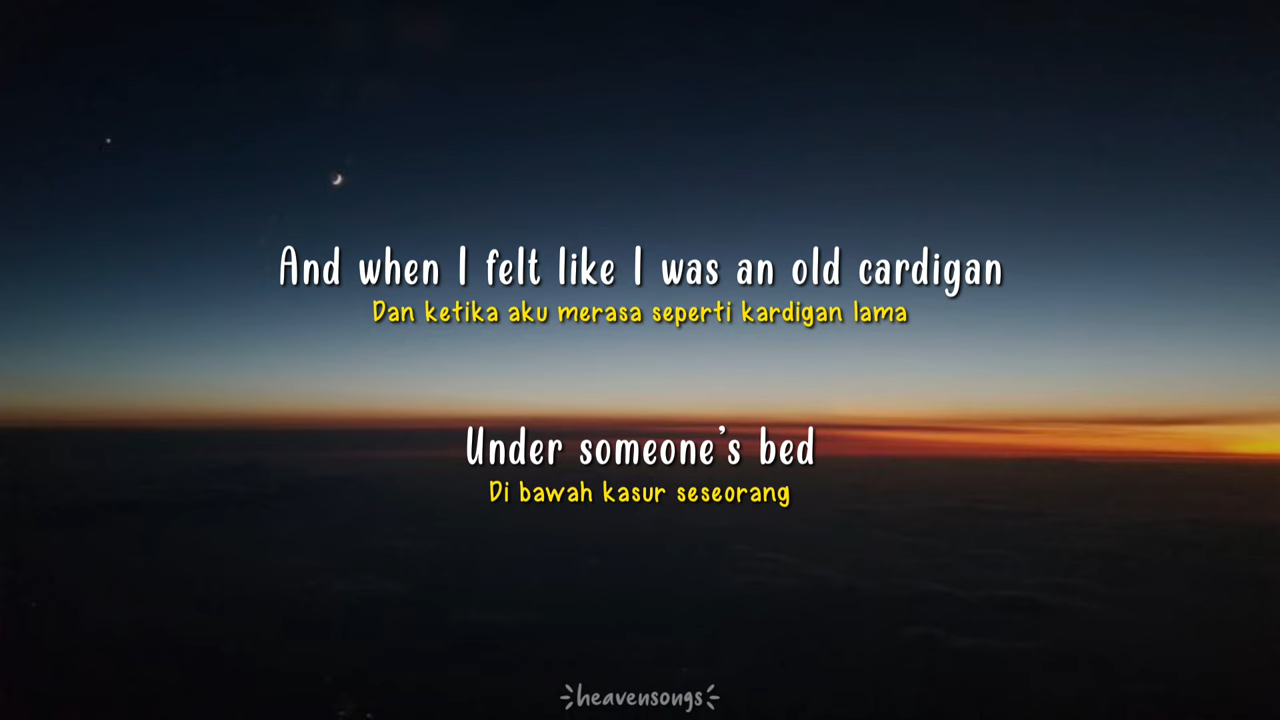 And when I felt like I was an old cardigan
Dan ketika aku merasa seperti kardigan lama
Under someone's bed
Di bawah kasur seseorang
heavensongs